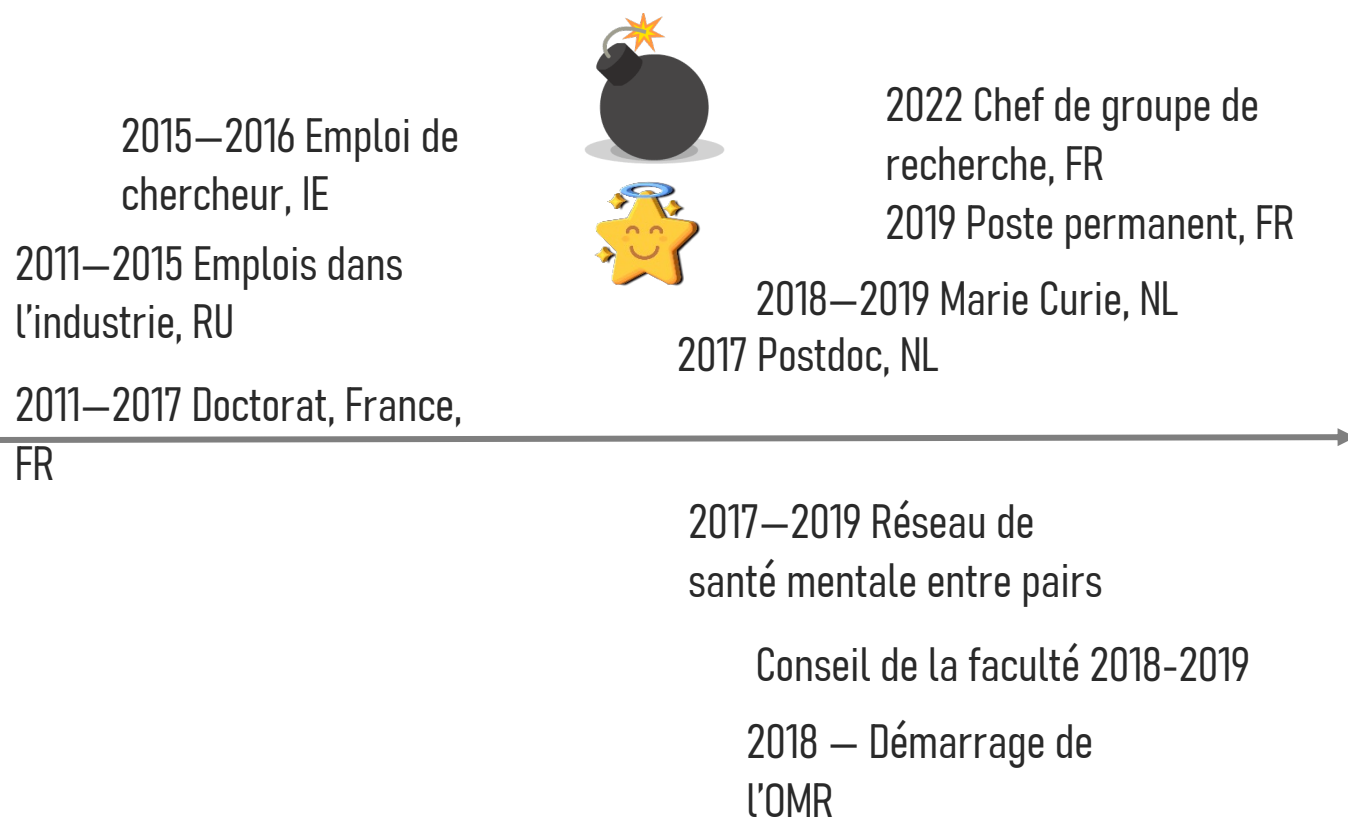 2015—2016 Emploi de
chercheur, IE
2011—2015 Emplois dans
l'industrie, RU
2011—2017 Doctorat, France,
FR
2022 Chef de groupe de
recherche, FR
2019 Poste permanent, FR
2018—2019 Marie Curie, NL
2017 Postdoc, NL
2017—2019 Réseau de
santé mentale entre pairs
Conseil de la faculté 2018-2019
2018 — Démarrage de
l'OMR